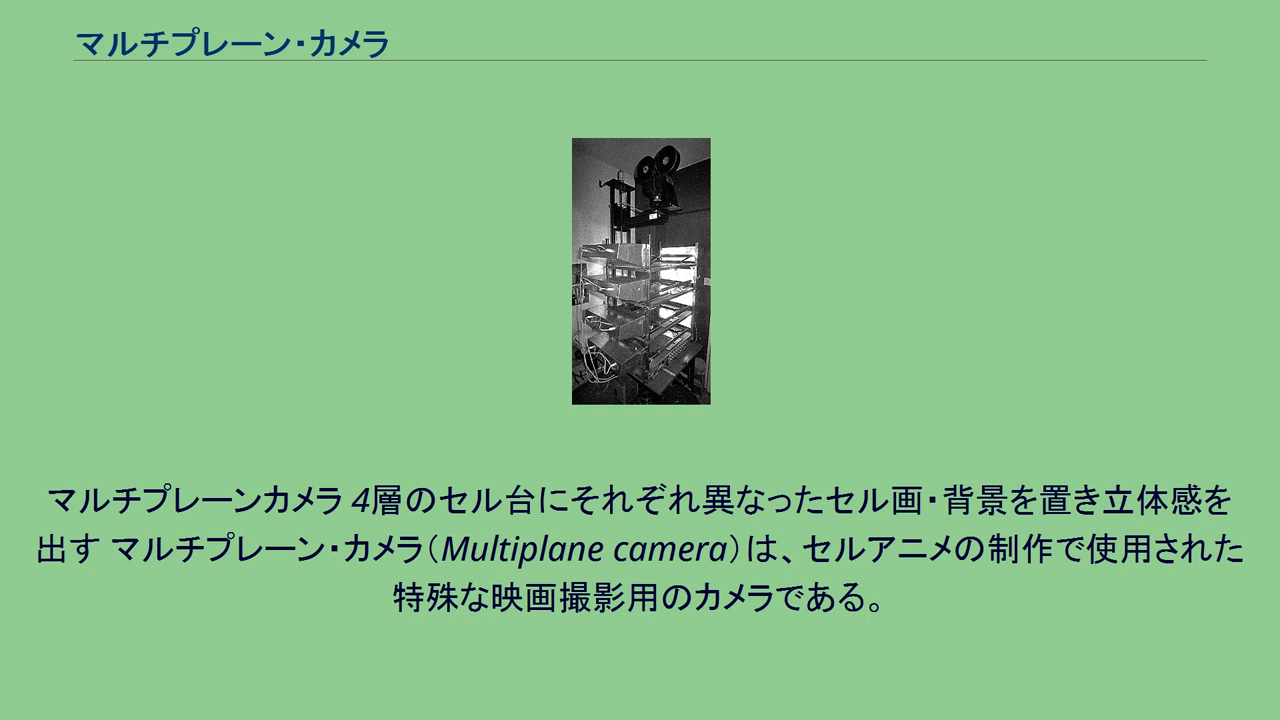 マルチプレーン・カメラ
マルチプレーンカメラ 4層のセル台にそれぞれ異なったセル画・背景を置き立体感を
出す マルチプレーン・カメラ（Multiplane camera）は、セルアニメの制作で使用された
特殊な映画撮影用のカメラである。